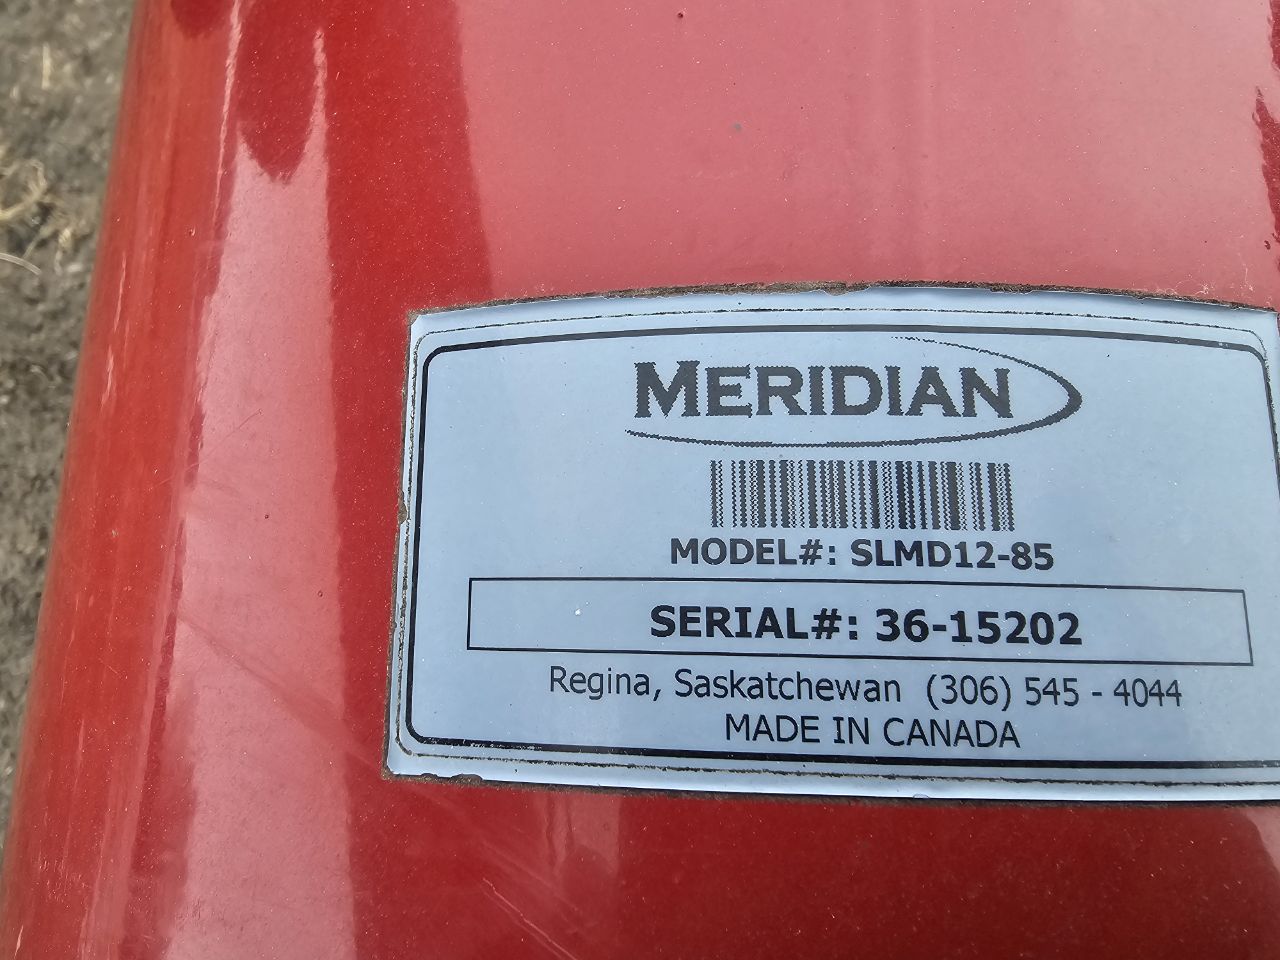 MERIDIAN
MODEL#: SLMD12-85
SERIAL#: 36-15202
Regina, Saskatchewan (306) 545 - 4044
MADE IN CANADA